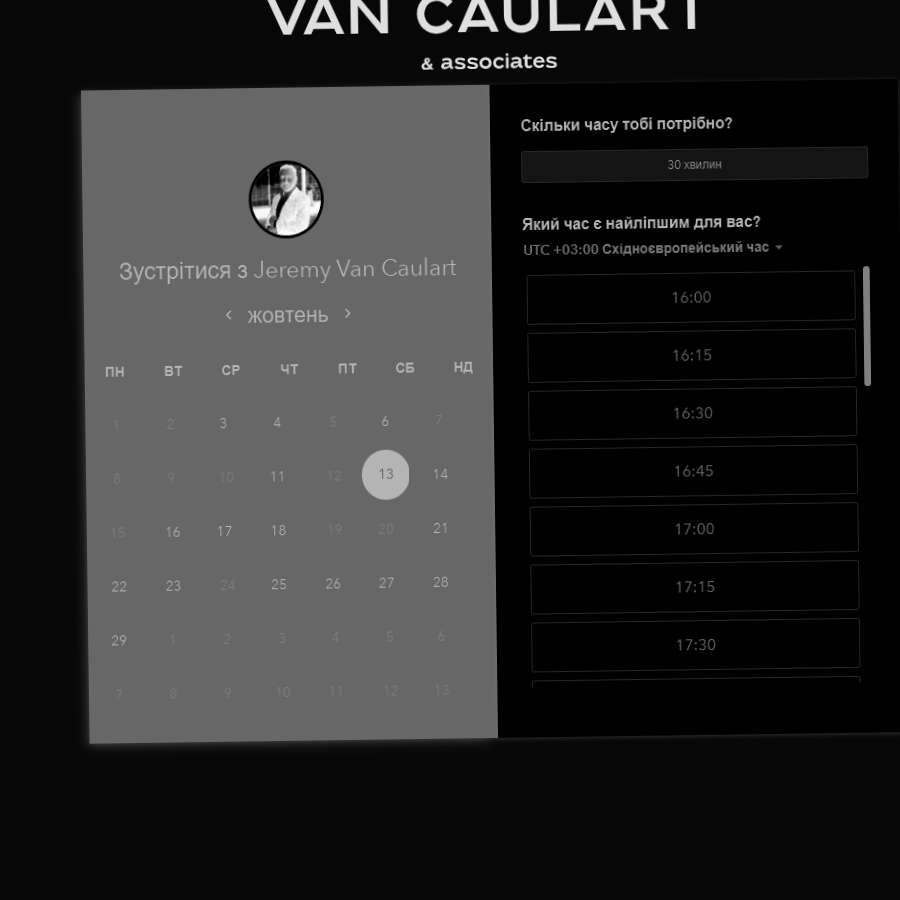 VAN CAULART
& associates
Зустрітися з Jeremy Van Caulart
жовтень
ПН ВТ СР ЧТ ПТ СБ НД
1 2 3 4 5 6 7
8 9 10 11 12 13 14
15 16 17 18 19 20 21
22 23 24 25 26 27 28
29 1 2 3 4 5 6
7 8 9 10 11 12 13
Скільки часу тобі потрібно?
30 хвилин
Який час є найліпшим для вас?
UTC +03:00 Східноєвропейський час
16:00
16:15
16:30
16:45
17:00
17:15
17:30